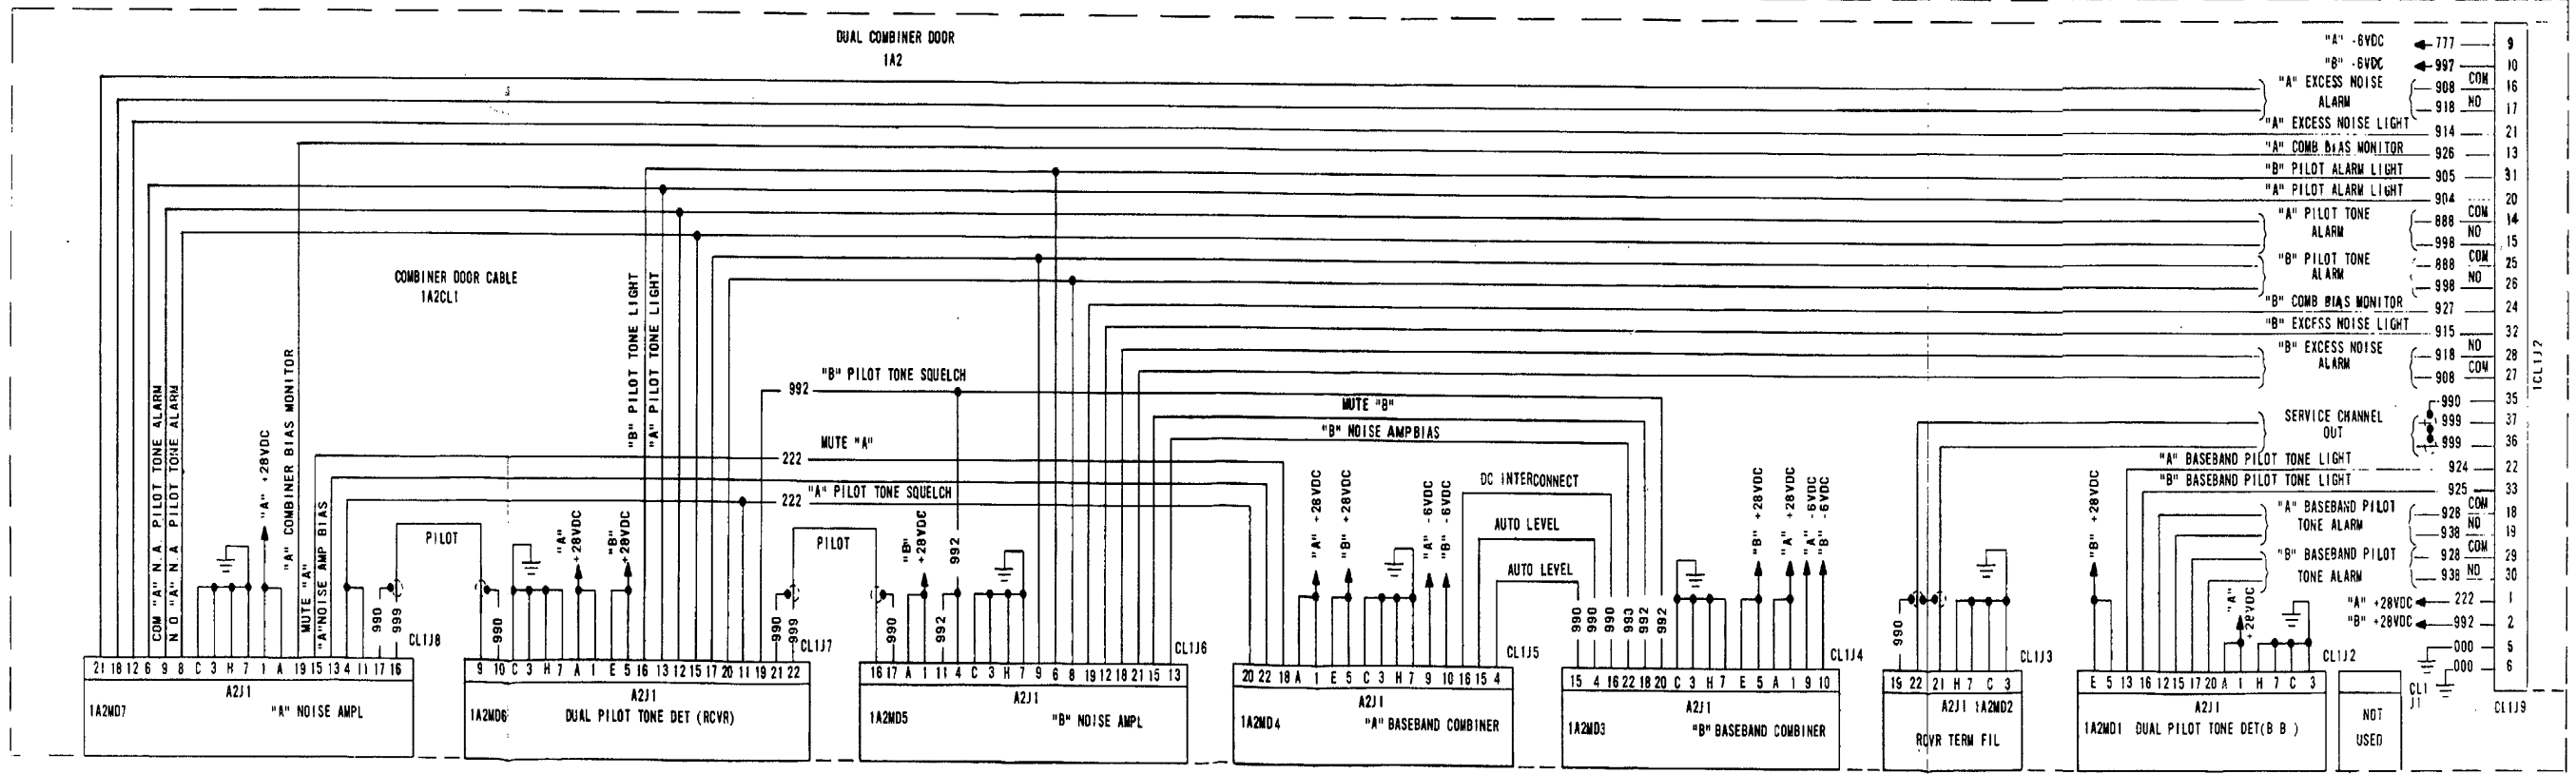 DUAL COMBINER DOOR
1A2
COMBINER DOOR CABLE
1A2CL1
"A" -6VDC 777 9
"B" -6VDC 997 10
"A" EXCESS NOISE ALARM
908 COM 16
918 NO 17
"A" EXCESS NOISE LIGHT 914 21
"A" COMB BIAS MONITOR 926 13
"B" PILOT ALARM LIGHT 905 31
"A" PILOT ALARM LIGHT 904 20
"A" PILOT TONE ALARM
888 COM 14
998 NO 15
"B" PILOT TONE ALARM
888 COM 25
998 NO 26
"B" COMB BIAS MONITOR 927 24
"B" EXCESS NOISE LIGHT 915 32
"B" EXCESS NOISE ALARM
918 NO 28
908 COM 27
990 35
SERVICE CHANNEL OUT
999 37
999 36
"A" BASEBAND PILOT TONE LIGHT 924 22
"B" BASEBAND PILOT TONE LIGHT 925 33
"A" BASEBAND PILOT TONE ALARM
928 COM 18
938 NO 19
"B" BASEBAND PILOT TONE ALARM
928 COM 29
938 NO 30
"A" +28VDC 222 1
"B" +28VDC 992 2
000 5
000 6
1CL1J2
CL1
J1
CL1J9
COM "A" N.A. PILOT TONE ALARM
N O "A" N.A PILOT TONE ALARM
"A" +28VDC
"A" COMBINER BIAS MONITOR
MUTE "A"
"A" NOISE AMP BIAS
990
999
CL1J8
PILOT
"B" PILOT TONE LIGHT
"A" PILOT TONE LIGHT
990
"A" +28VDC
"B" +28VDC
990
999
CL1J7
PILOT
992 "B" PILOT TONE SQUELCH
MUTE "B"
"B" NOISE AMPBIAS
MUTE "A"
222
222 "A" PILOT TONE SQUELCH
990
"B" +28VDC
992
992
CL1J6
"A" +28VDC
"B" +28VDC
"A" -6VDC
"B" -6VDC
DC INTERCONNECT
AUTO LEVEL
AUTO LEVEL
CL1J5
990 990 990 993 992 992
"B" +28VDC
"A" +28VDC
"A" -6VDC
"B" -6VDC
CL1J4
990
CL1J3
"B" +28VDC
"A" +28VDC
CL1J2
21 18 12 6 9 8 C 3 H 7 1 A 19 15 13 4 11 17 16
A2J1
1A2MD7 "A" NOISE AMPL
9 10 C 3 H 7 A 1 E 5 16 13 12 15 17 20 11 19 21 22
A2J1
1A2MD6 DUAL PILOT TONE DET (RCVR)
16 17 A 1 11 4 C 3 H 7 9 6 8 19 12 18 21 15 13
A2J1
1A2MD5 "B" NOISE AMPL
20 22 18 A 1 E 5 C 3 H 7 9 10 16 15 4
A2J1
1A2MD4 "A" BASEBAND COMBINER
15 4 16 22 18 20 C 3 H 7 E 5 A 1 9 10
A2J1
1A2MD3 "B" BASEBAND COMBINER
19 22 21 H 7 C 3
A2J1 1A2MD2
RCVR TERM FIL
E 5 13 16 12 15 17 20 A 1 H 7 C 3
A2J1
1A2MD1 DUAL PILOT TONE DET(B B )
NOT
USED